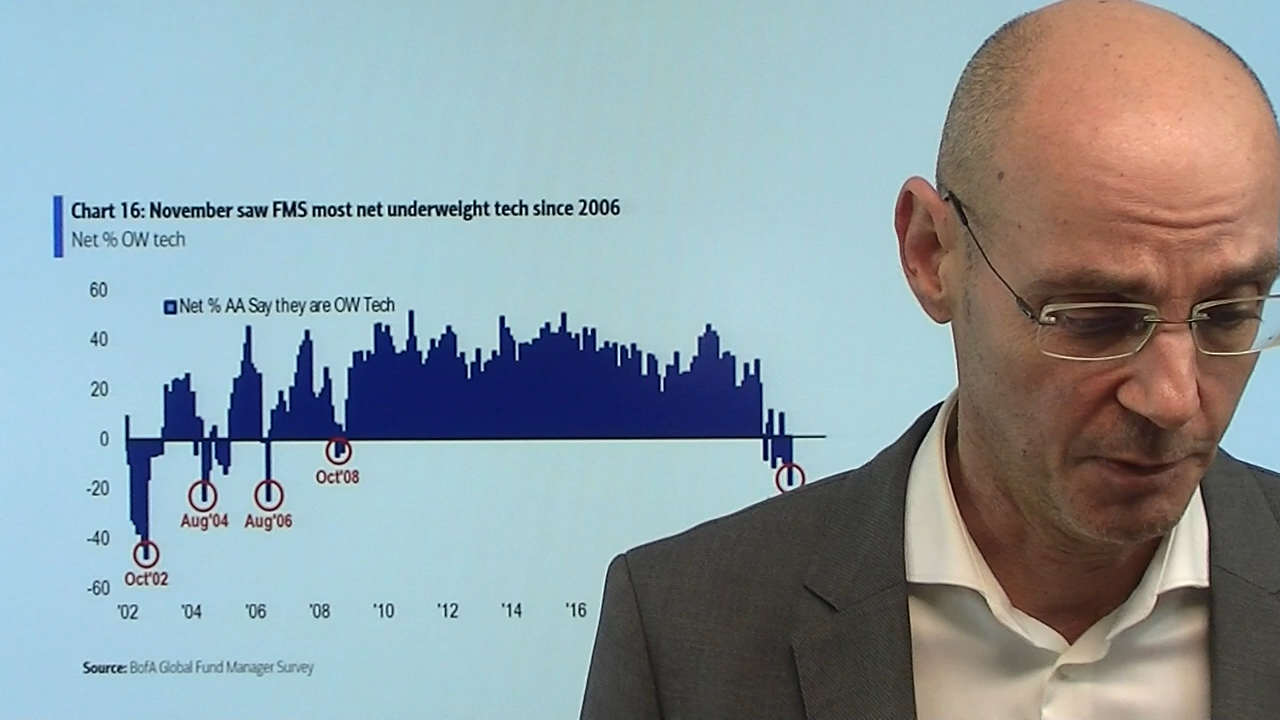 Chart 16: November saw FMS most net underweight tech since 2006
Net % OW tech
60
Net % AA Say they are OW Tech
40
20
0
Oct'08
-20
Aug'04 Aug'06
-40
Oct'02
-60
'02 '04 '06 '08 '10 '12 '14 '16
Source: BofA Global Fund Manager Survey